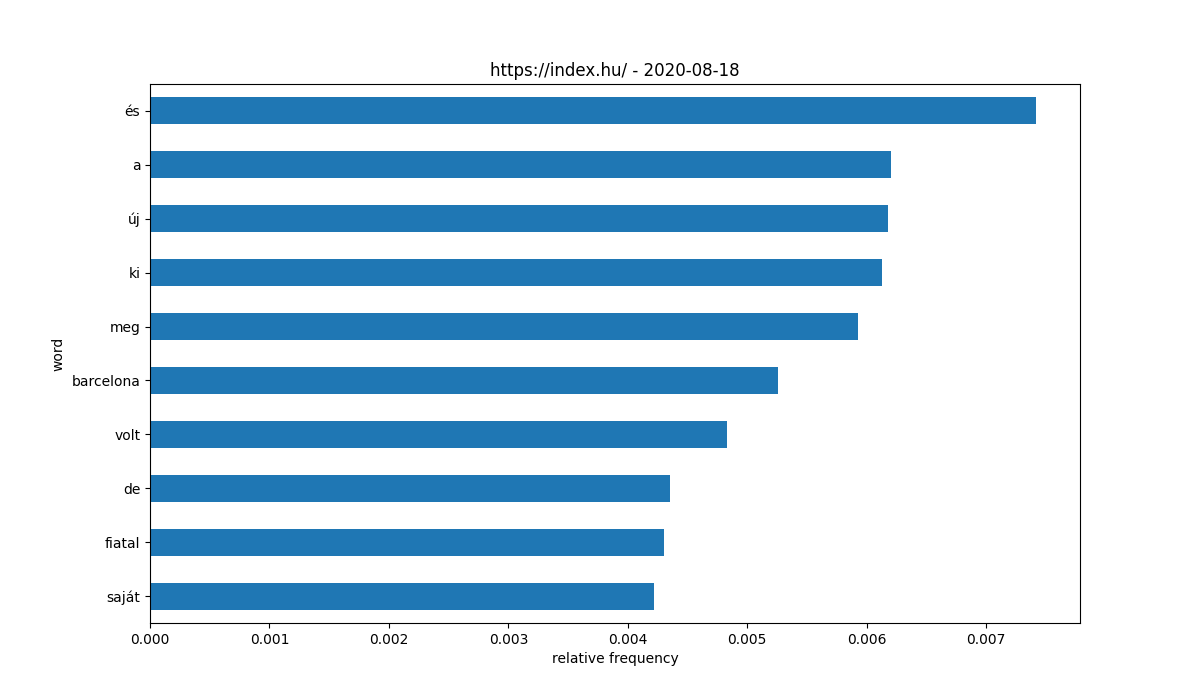 https://index.hu/ - 2020-08-18
és
a
új
ki
meg
barcelona
volt
de
fiatal
saját
word
0.000 0.001 0.002 0.003 0.004 0.005 0.006 0.007
relative frequency